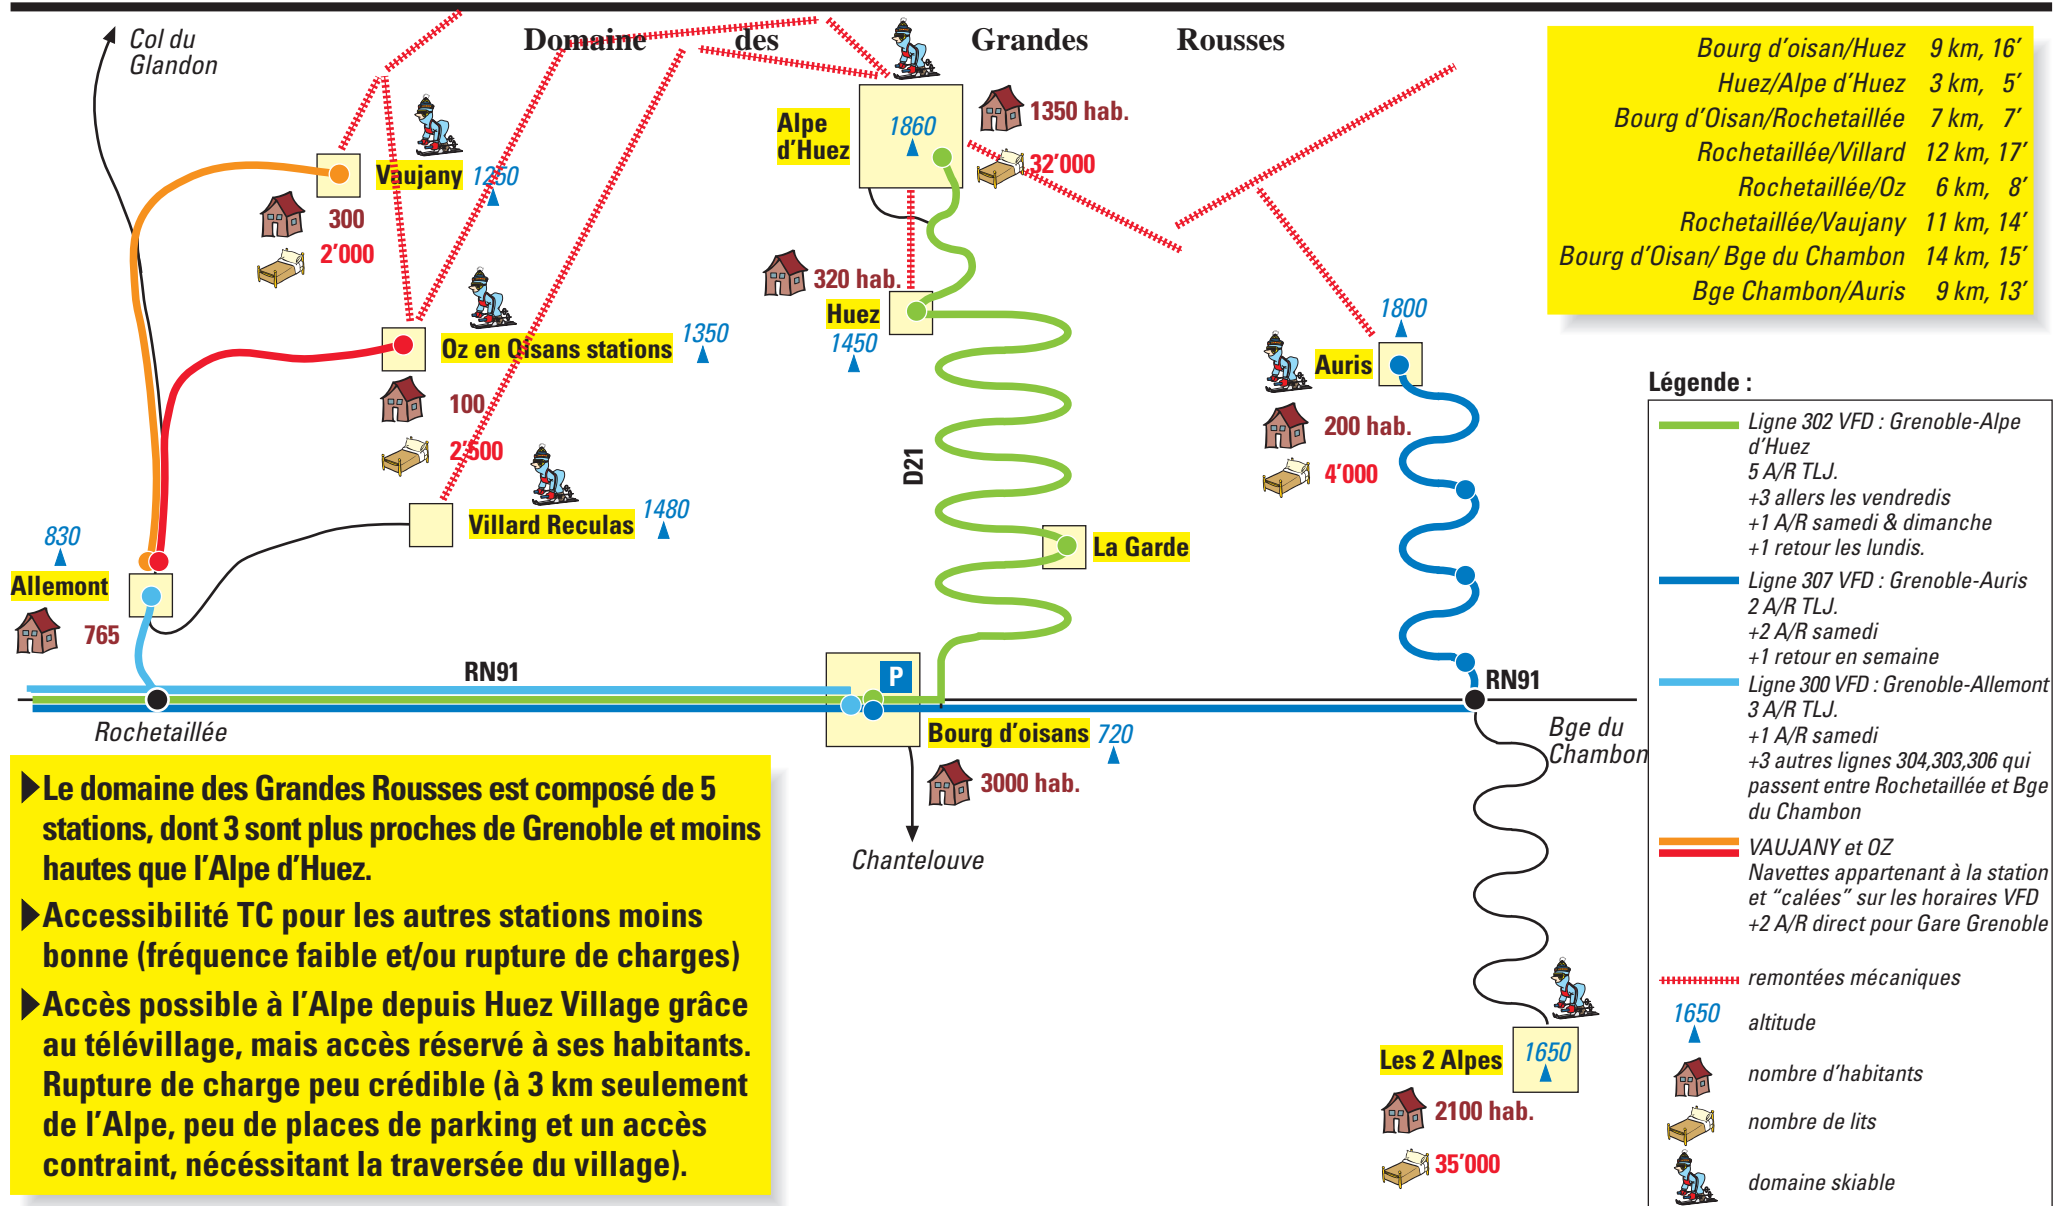 Domaine des Grandes Rousses
Col du
Glandon
Vaujany 1250
300
2’000
Oz en Oisans stations 1350
100
2’500
Villard Reculas 1480
830
Allemont
765
Rochetaillée
RN91
Alpe
d’Huez
1860
1350 hab.
32’000
320 hab.
Huez
1450
D21
La Garde
P
Bourg d’oisans 720
3000 hab.
Chantelouve
1800
Auris
200 hab.
4’000
RN91
Bge du
Chambon
Les 2 Alpes 1650
2100 hab.
35’000
Bourg d’oisan/Huez 9 km, 16’
Huez/Alpe d’Huez 3 km, 5’
Bourg d’Oisan/Rochetaillée 7 km, 7’
Rochetaillée/Villard 12 km, 17’
Rochetaillée/Oz 6 km, 8’
Rochetaillée/Vaujany 11 km, 14’
Bourg d’Oisan/ Bge du Chambon 14 km, 15’
Bge Chambon/Auris 9 km, 13’
Légende :
Ligne 302 VFD : Grenoble-Alpe
d’Huez
5 A/R TLJ.
+3 allers les vendredis
+1 A/R samedi & dimanche
+1 retour les lundis.
Ligne 307 VFD : Grenoble-Auris
2 A/R TLJ.
+2 A/R samedi
+1 retour en semaine
Ligne 300 VFD : Grenoble-Allemont
3 A/R TLJ.
+1 A/R samedi
+3 autres lignes 304,303,306 qui
passent entre Rochetaillée et Bge
du Chambon
VAUJANY et OZ
Navettes appartenant à la station
et “calées” sur les horaires VFD
+2 A/R direct pour Gare Grenoble
remontées mécaniques
1650 altitude
nombre d’habitants
nombre de lits
domaine skiable
Le domaine des Grandes Rousses est composé de 5
stations, dont 3 sont plus proches de Grenoble et moins
hautes que l’Alpe d’Huez.
Accessibilité TC pour les autres stations moins
bonne (fréquence faible et/ou rupture de charges)
Accès possible à l’Alpe depuis Huez Village grâce
au télévillage, mais accès réservé à ses habitants.
Rupture de charge peu crédible (à 3 km seulement
de l’Alpe, peu de places de parking et un accès
contraint, nécéssitant la traversée du village).